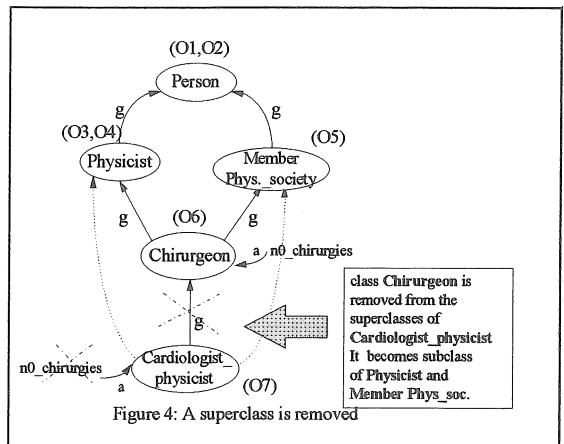 (O1,O2)
Person
g
g
(O3,O4)
(O5)
Physicist
Member
Phys._society
(O6)
g
g
Chirurgeon
a n0_chirurgies
class Chirurgeon is
removed from the
superclasses of
Cardiologist_physicist
It becomes subclass
of Physicist and
Member Phys_soc.
g
Cardiologist_
physicist
n0_chirurgies
a
(O7)
Figure 4: A superclass is removed